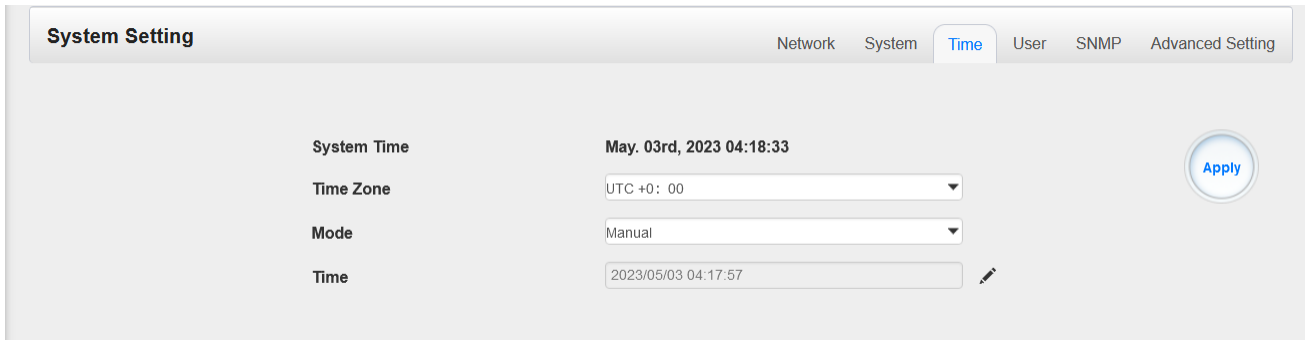 System Setting
Network System Time User SNMP Advanced Setting
System Time May. 03rd, 2023 04:18:33
Apply
Time Zone UTC +0：00
Mode Manual
Time 2023/05/03 04:17:57